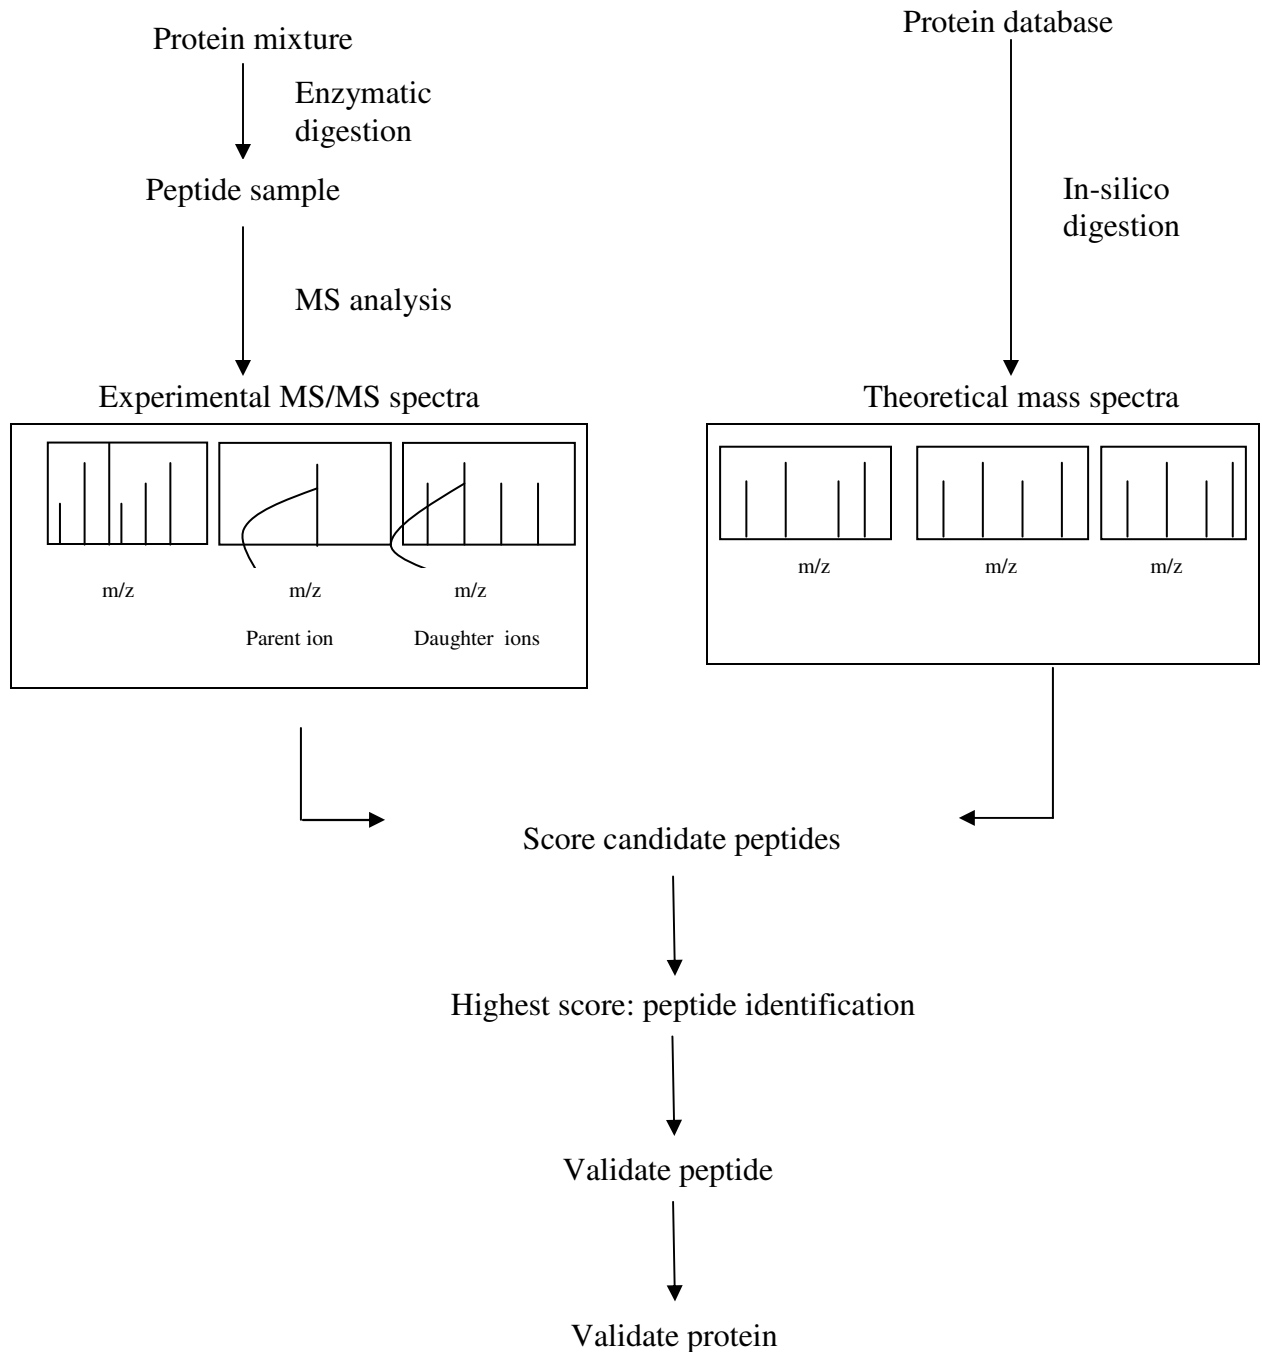 Protein mixture
Enzymatic
digestion
Peptide sample
MS analysis
Experimental MS/MS spectra
m/z
m/z
m/z
Parent ion
Daughter ions
Protein database
In-silico
digestion
Theoretical mass spectra
m/z
m/z
m/z
Score candidate peptides
Highest score: peptide identification
Validate peptide
Validate protein